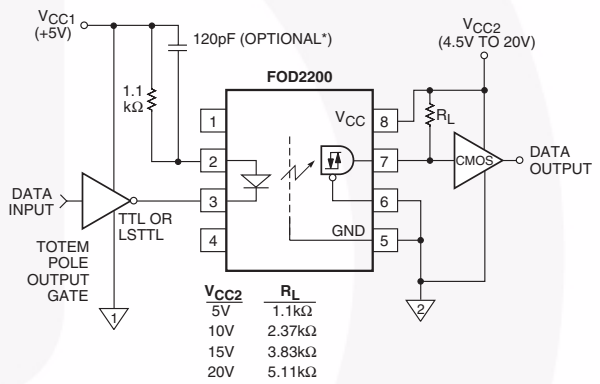 VCC1
(+5V)
120pF (OPTIONAL*)
VCC2
(4.5V TO 20V)
FOD2200
1.1
kΩ
1
2
3
4
VCC
8
7
6
GND
5
RL
CMOS
DATA
OUTPUT
DATA
INPUT
TTL OR
LSTTL
TOTEM
POLE
OUTPUT
GATE
1
2
VCC2 RL
5V 1.1kΩ
10V 2.37kΩ
15V 3.83kΩ
20V 5.11kΩ